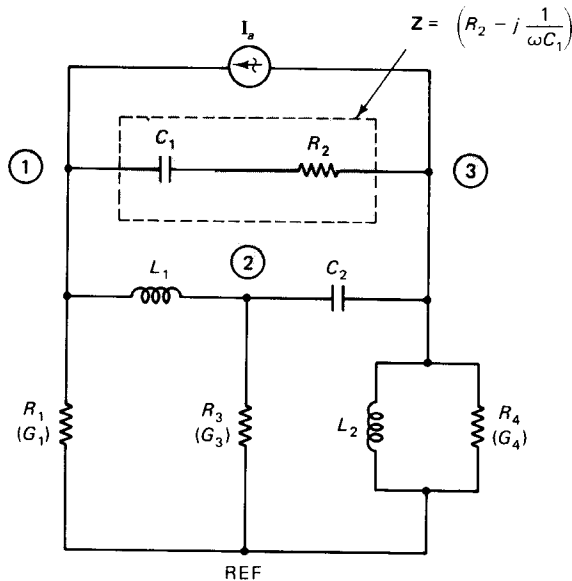 Iₐ
Z = (R₂ − j 1/ωC₁)
C₁
R₂
1
3
2
L₁
C₂
R₁
(G₁)
R₃
(G₃)
L₂
R₄
(G₄)
REF